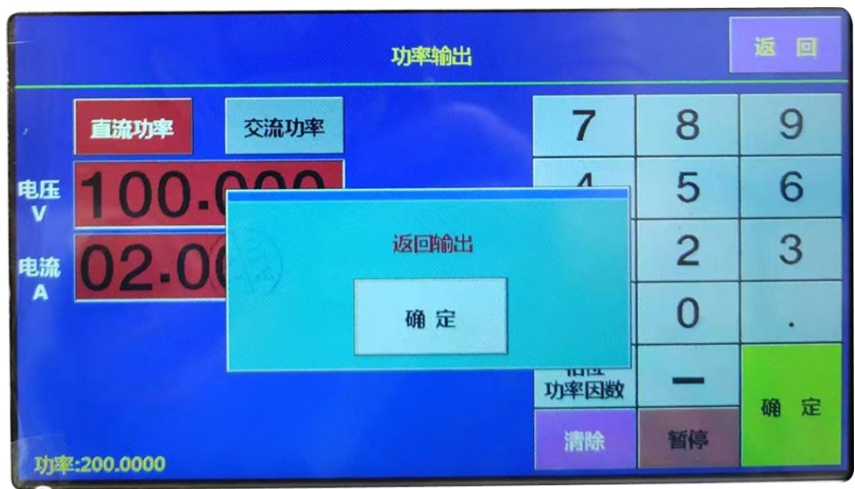 功率输出
返 回
直流功率
交流功率
7
8
9
电压
V
100.000
5
6
返回输出
电流
A
02.0
2
3
确 定
0
.
功率因数
—
确 定
清除
暂停
功率:200.0000